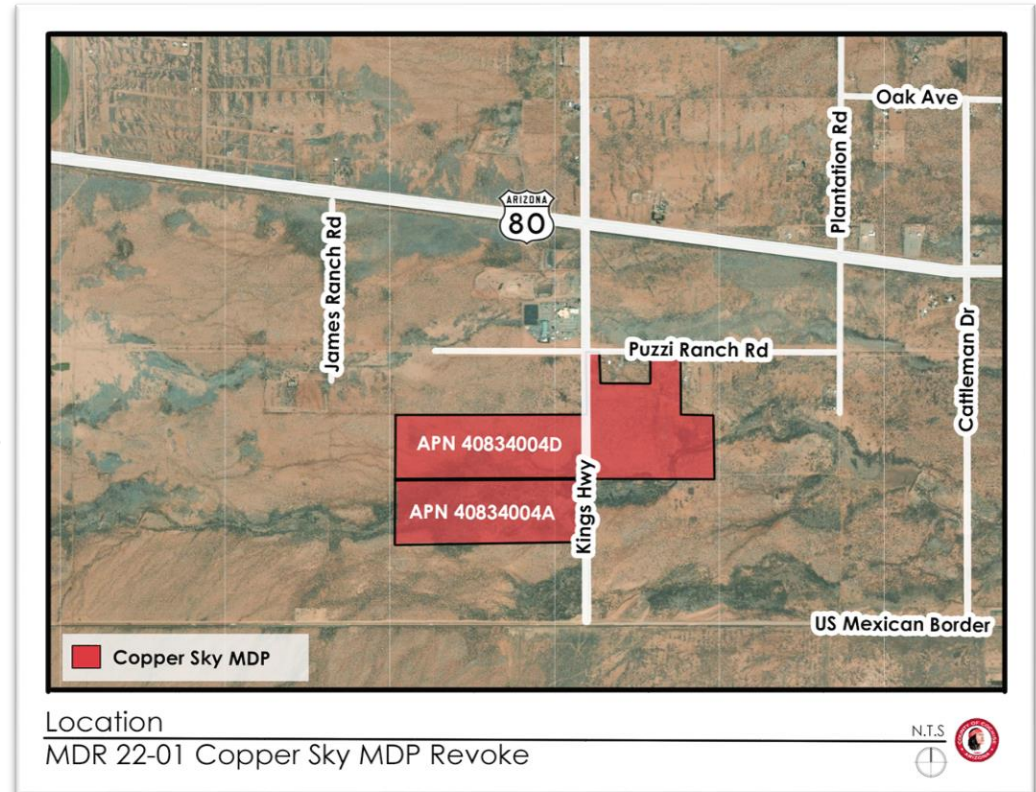 Oak Ave
Plantation Rd
ARIZONA
80
James Ranch Rd
Puzzi Ranch Rd
Cattleman Dr
APN 40834004D
Kings Hwy
APN 40834004A
US Mexican Border
Copper Sky MDP
Location
N.T.S
MDR 22-01 Copper Sky MDP Revoke